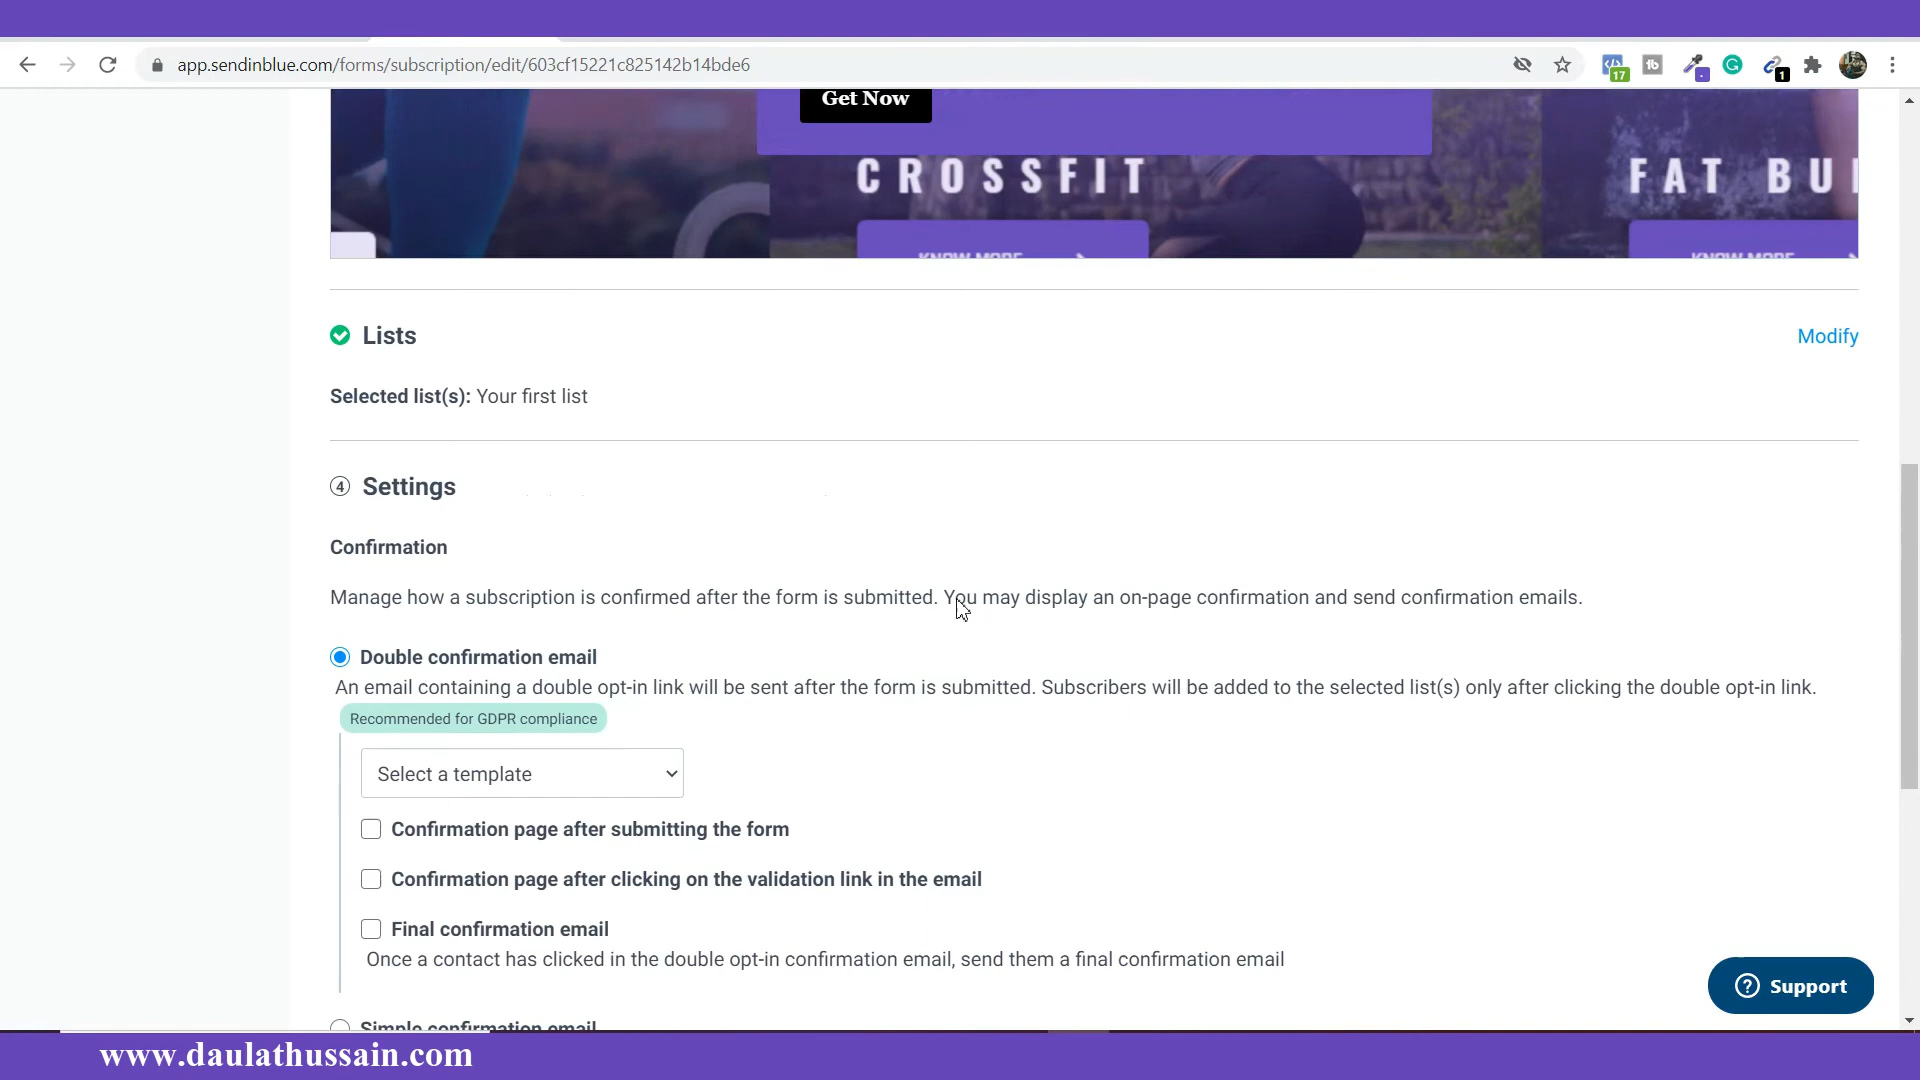 app.sendinblue.com/forms/subscription/edit/603cf15221c825142b14bde6
17
1
Get Now
CROSSFIT
FAT BU
KNOW MORE
KNOW MORE
Lists
Modify
Selected list(s): Your first list
4 Settings
Confirmation
Manage how a subscription is confirmed after the form is submitted. You may display an on-page confirmation and send confirmation emails.
Double confirmation email
An email containing a double opt-in link will be sent after the form is submitted. Subscribers will be added to the selected list(s) only after clicking the double opt-in link.
Recommended for GDPR compliance
Select a template
Confirmation page after submitting the form
Confirmation page after clicking on the validation link in the email
Final confirmation email
Once a contact has clicked in the double opt-in confirmation email, send them a final confirmation email
? Support
Simple confirmation email
www.daulathussain.com